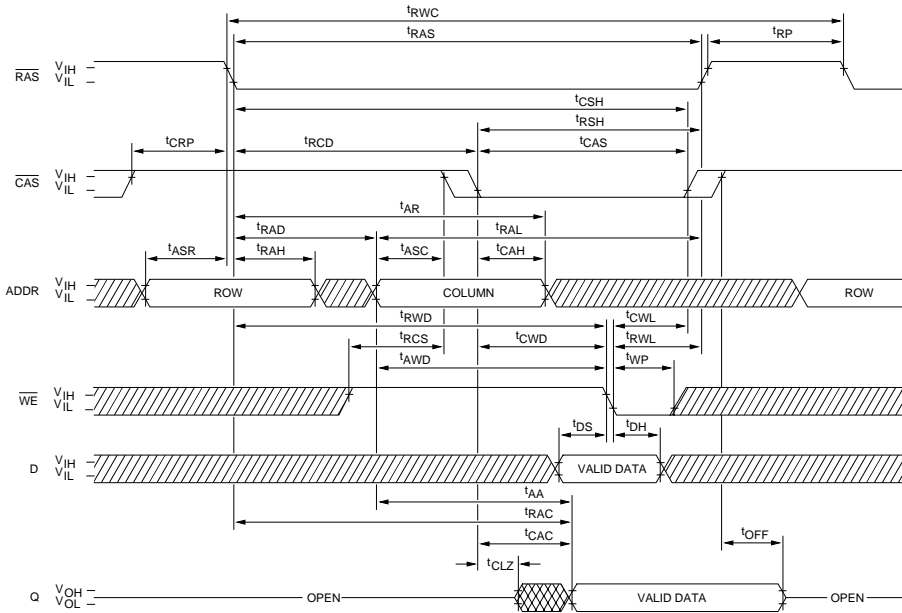 tRWC
tRAS tRP
RAS VIH
VIL
tCSH
tRSH
tCRP tRCD tCAS
CAS VIH
VIL
tAR
tRAD tRAL
tASR tRAH tASC tCAH
ADDR VIH
VIL
ROW COLUMN ROW
tRWD tCWL
tRCS tCWD tRWL
tAWD tWP
WE VIH
VIL
tDS tDH
D VIH
VIL
VALID DATA
tAA
tRAC
tCAC tOFF
tCLZ
Q VOH
VOL
OPEN VALID DATA OPEN